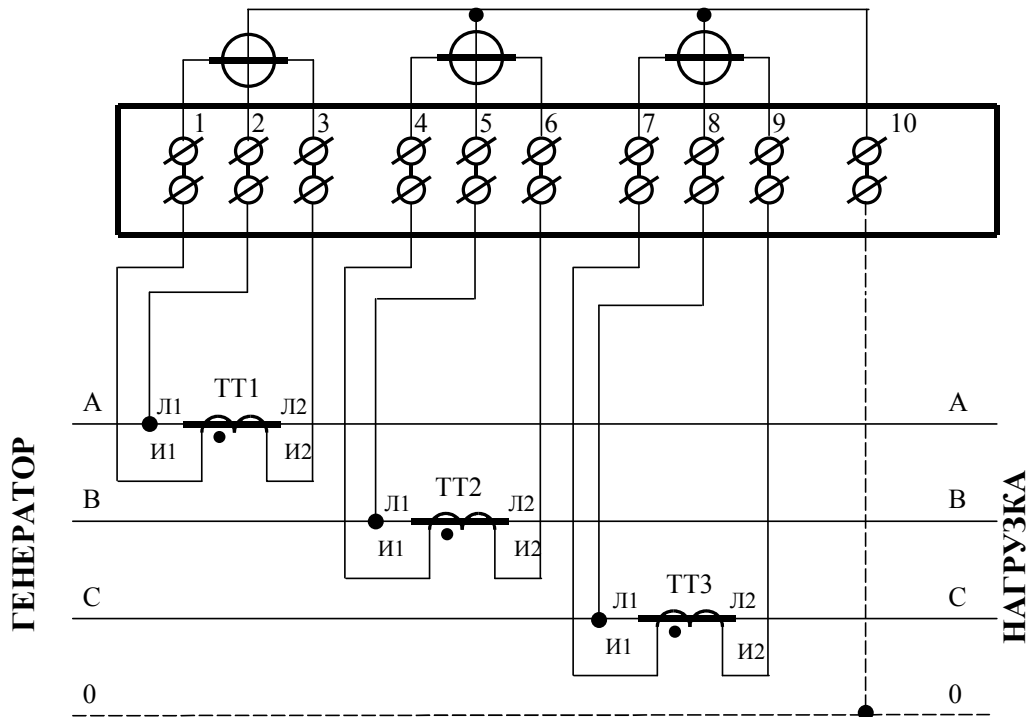 1 2 3 4 5 6 7 8 9 10
ТТ1
А Л1 Л2 А
И1 И2
ТТ2
В Л1 Л2 В
И1 И2
ТТ3
С Л1 Л2 С
И1 И2
0 0
ГЕНЕРАТОР
НАГРУЗКА